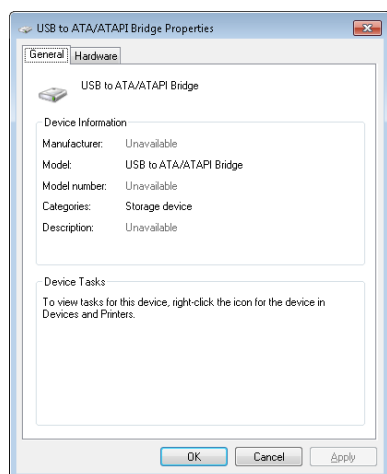 USB to ATA/ATAPI Bridge Properties
General Hardware
USB to ATA/ATAPI Bridge
Device Information
Manufacturer: Unavailable
Model: USB to ATA/ATAPI Bridge
Model number: Unavailable
Categories: Storage device
Description: Unavailable
Device Tasks
To view tasks for this device, right-click the icon for the device in
Devices and Printers.
OK Cancel Apply